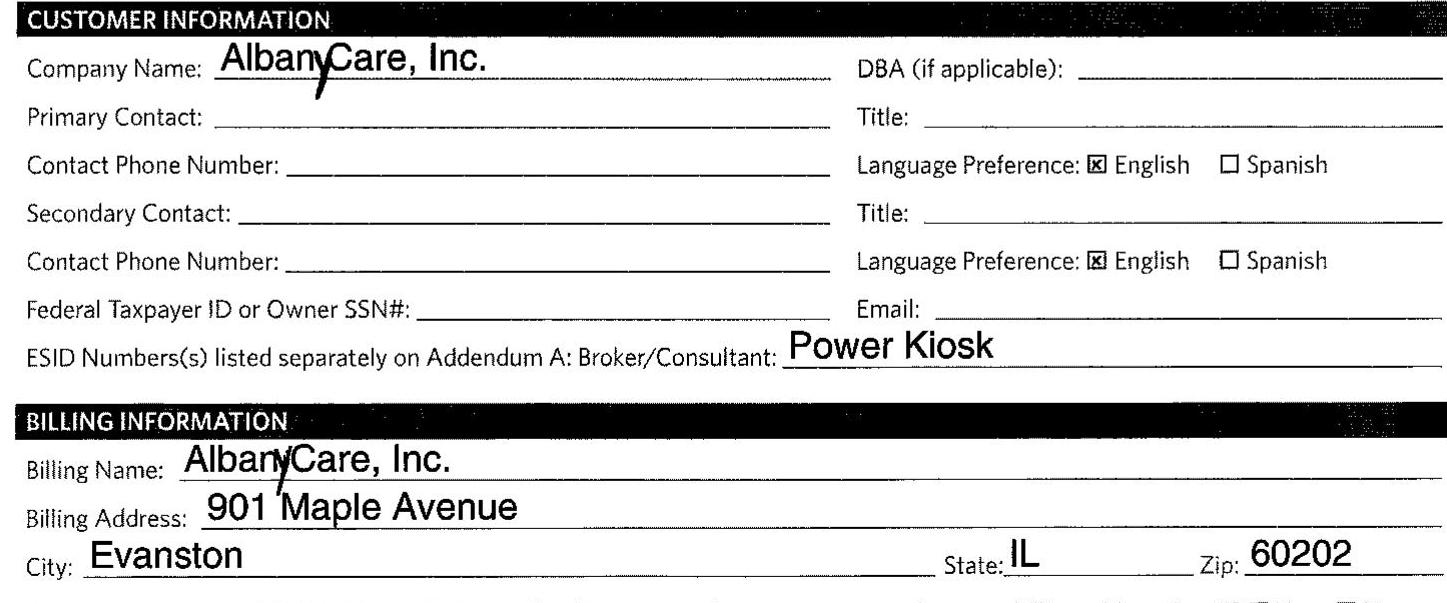 CUSTOMER INFORMATION
Company Name: AlbanyCare, Inc. DBA (if applicable):
Primary Contact: Title:
Contact Phone Number: Language Preference: ☒ English ☐ Spanish
Secondary Contact: Title:
Contact Phone Number: Language Preference: ☒ English ☐ Spanish
Federal Taxpayer ID or Owner SSN#: Email:
ESID Numbers(s) listed separately on Addendum A: Broker/Consultant: Power Kiosk
BILLING INFORMATION
Billing Name: AlbanyCare, Inc.
Billing Address: 901 Maple Avenue
City: Evanston State: IL Zip: 60202